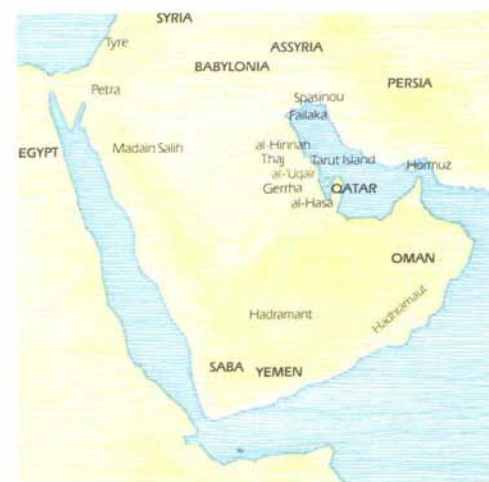 SYRIA
Tyre
ASSYRIA
BABYLONIA
PERSIA
Petra
Spasinou
Failaka
EGYPT
Madain Salih
al-Hinnah
Thaj
Tarut Island
Hormuz
al-'Uqair
Gerrha
QATAR
al-Hasa
OMAN
Hadramant
Hadhramaut
SABA
YEMEN